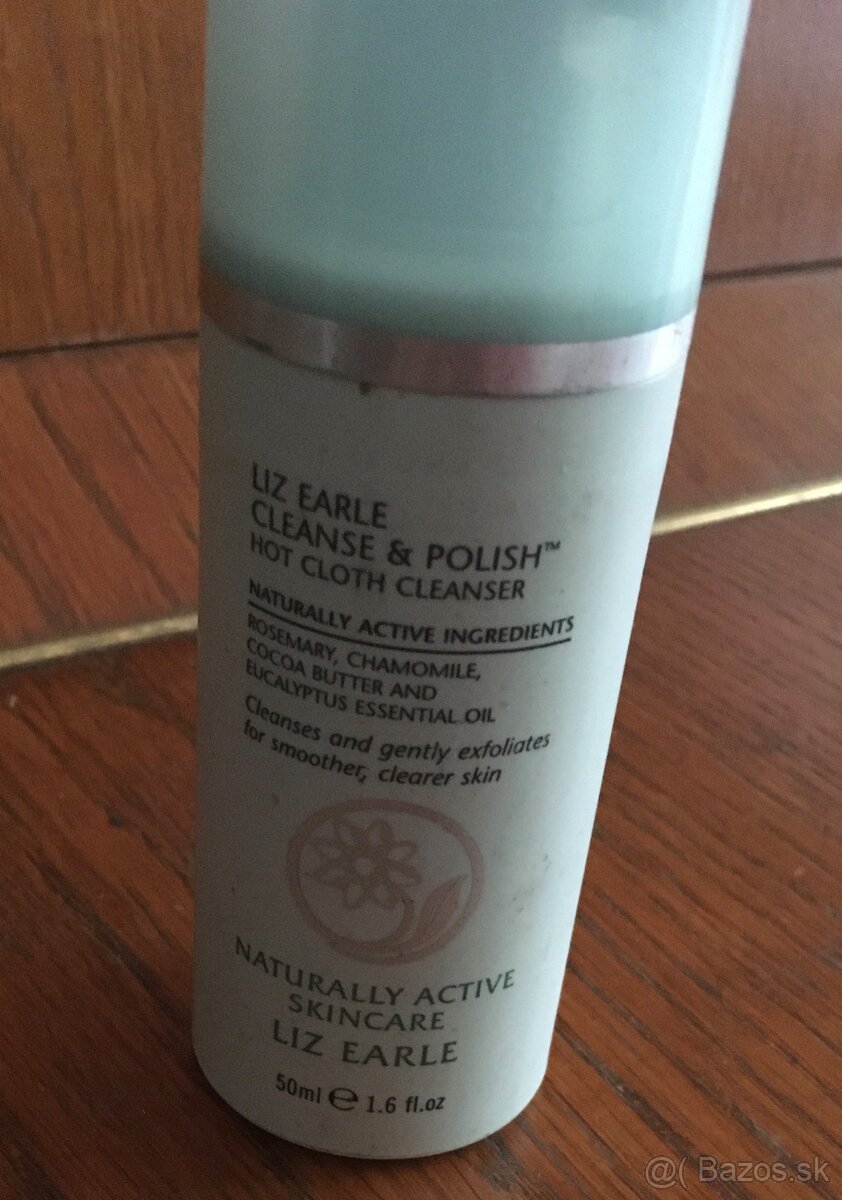 LIZ EARLE
CLEANSE & POLISH™
HOT CLOTH CLEANSER
NATURALLY ACTIVE INGREDIENTS
ROSEMARY, CHAMOMILE,
COCOA BUTTER AND
EUCALYPTUS ESSENTIAL OIL
Cleanses and gently exfoliates
for smoother, clearer skin
NATURALLY ACTIVE
SKINCARE
LIZ EARLE
50ml ℮ 1.6 fl.oz
@( Bazos.sk